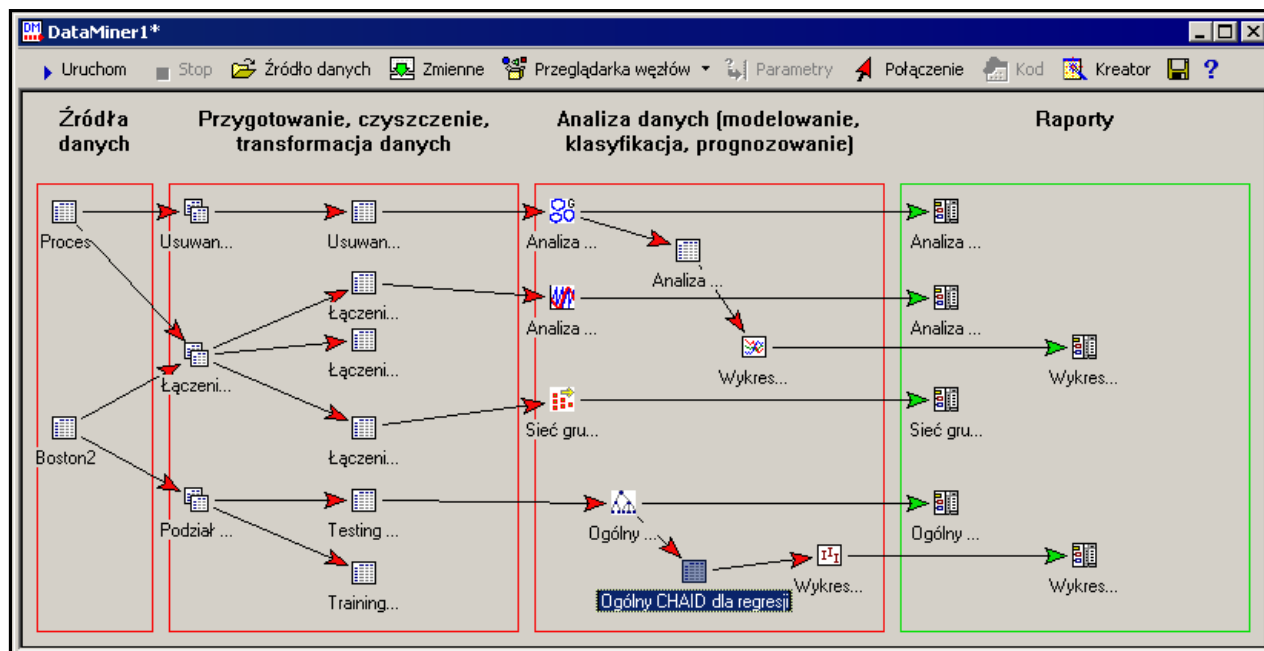 DataMiner1*
Uruchom Stop Źródło danych Zmienne Przeglądarka węzłów Parametry Połączenie Kod Kreator ?
Źródła danych
Przygotowanie, czyszczenie, transformacja danych
Analiza danych (modelowanie, klasyfikacja, prognozowanie)
Raporty
Proces Usuwan... Usuwan... Analiza ... Analiza ...
Analiza ...
Łączeni... Analiza ... Analiza ...
Łączeni... Łączeni... Wykres... Wykres...
Boston2 Łączeni... Sieć gru... Sieć gru...
Podział ... Testing ... Ogólny ... Ogólny ...
Training... Ogólny CHAID dla regresji Wykres... Wykres...